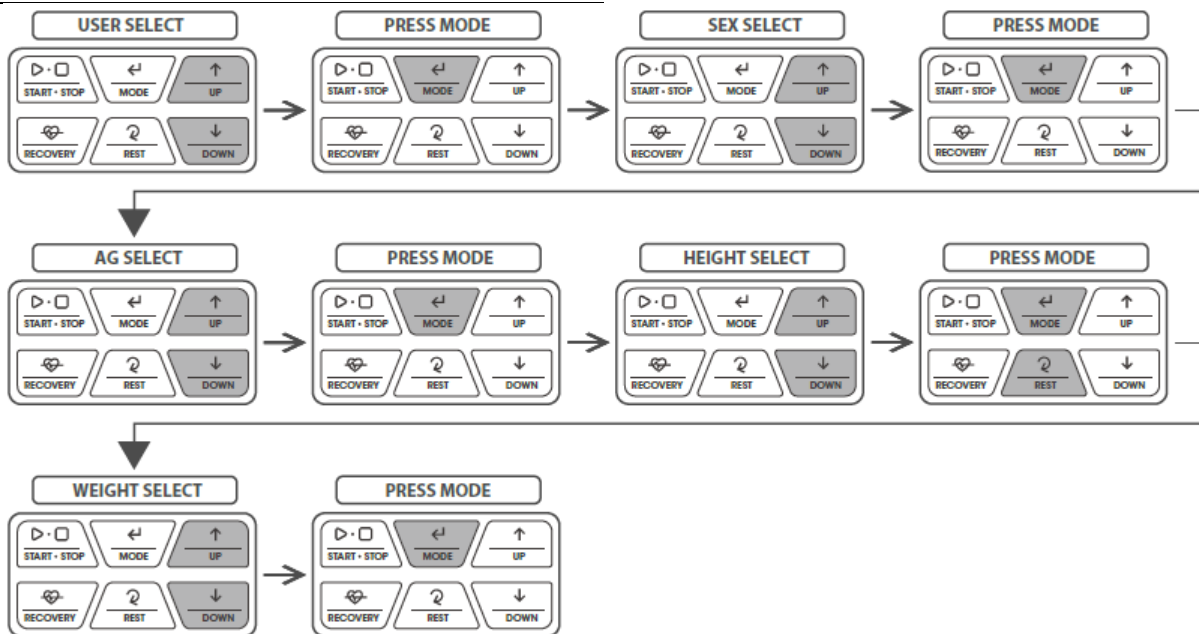 USER SELECT PRESS MODE SEX SELECT PRESS MODE
START • STOP MODE UP START • STOP MODE UP START • STOP MODE UP START • STOP MODE UP
RECOVERY REST DOWN RECOVERY REST DOWN RECOVERY REST DOWN RECOVERY REST DOWN
AG SELECT PRESS MODE HEIGHT SELECT PRESS MODE
START • STOP MODE UP START • STOP MODE UP START • STOP MODE UP START • STOP MODE UP
RECOVERY REST DOWN RECOVERY REST DOWN RECOVERY REST DOWN RECOVERY REST DOWN
WEIGHT SELECT PRESS MODE
START • STOP MODE UP START • STOP MODE UP
RECOVERY REST DOWN RECOVERY REST DOWN